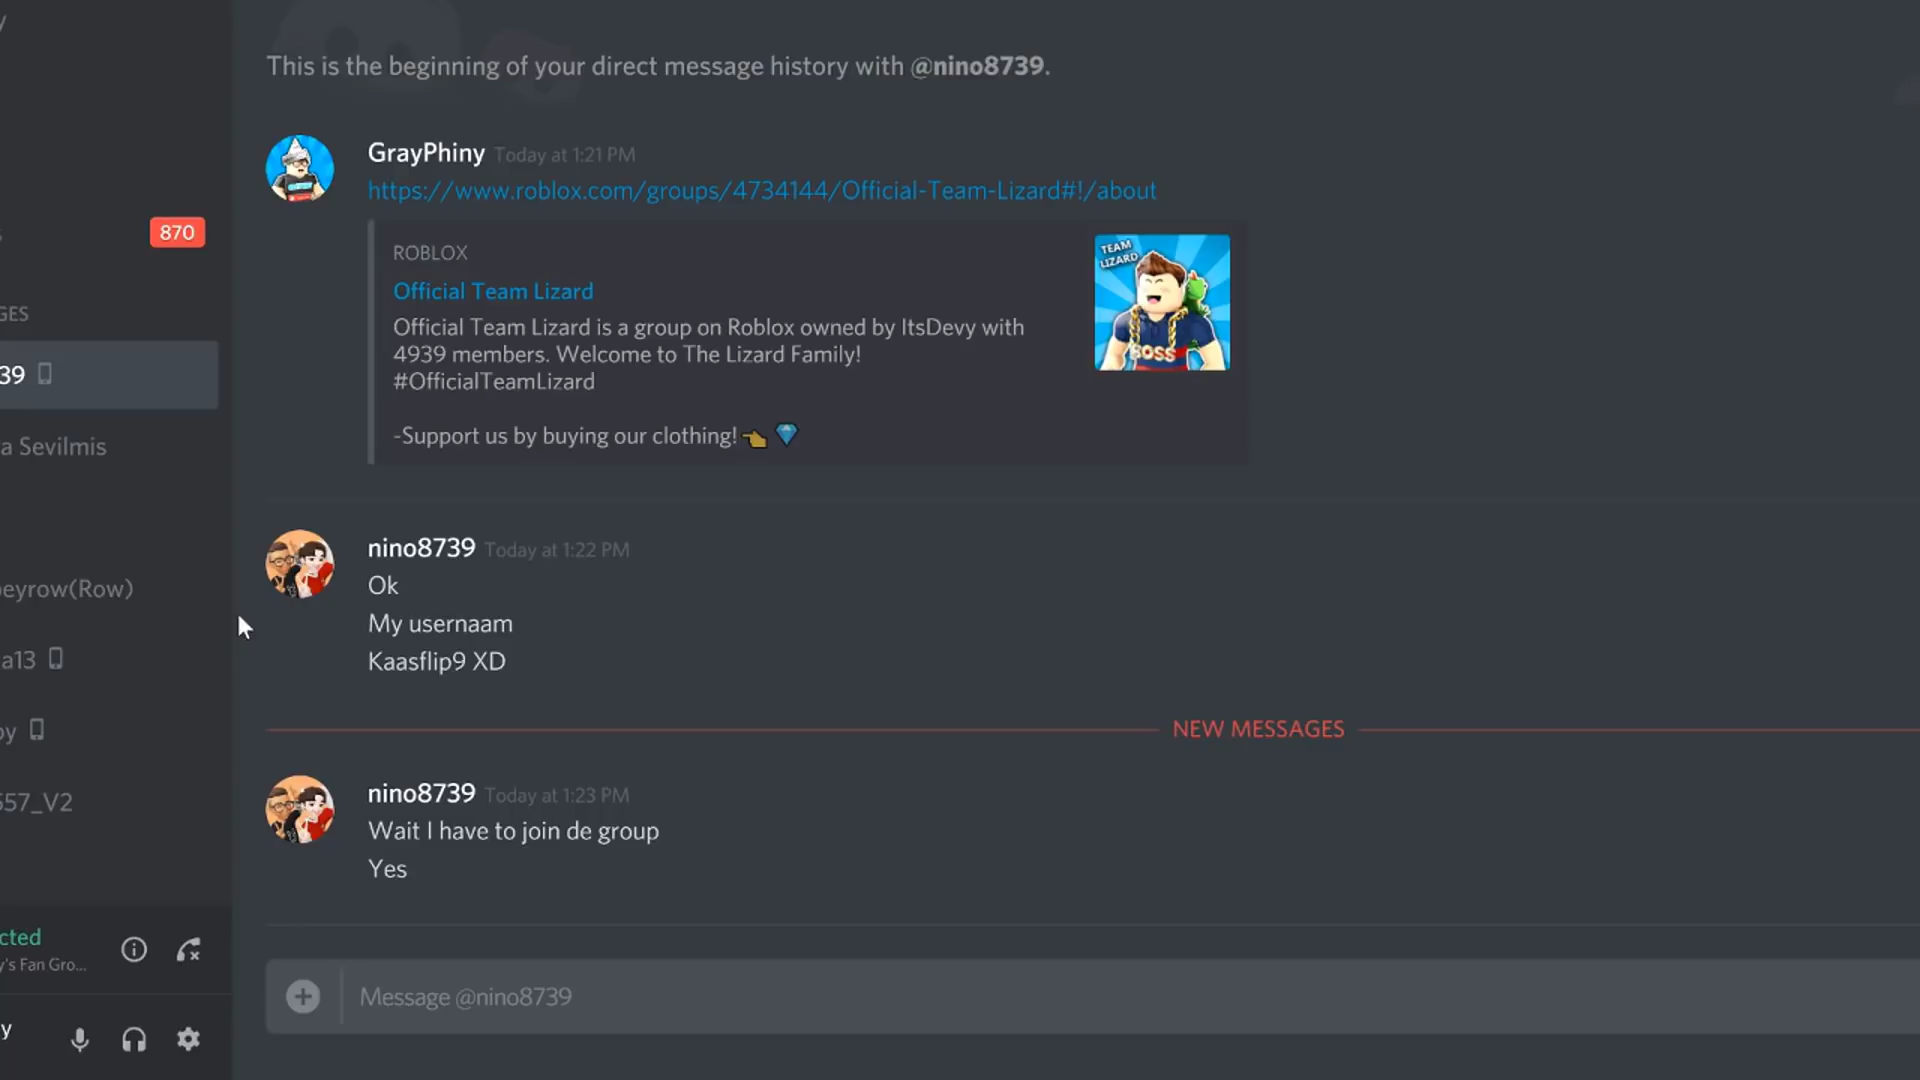 This is the beginning of your direct message history with @nino8739.
GrayPhiny Today at 1:21 PM
https://www.roblox.com/groups/4734144/Official-Team-Lizard#!/about
870
ROBLOX
TEAM
LIZARD
Official Team Lizard
GES
Official Team Lizard is a group on Roblox owned by ItsDevy with
4939 members. Welcome to The Lizard Family!
BOSS
39
#OfficialTeamLizard
-Support us by buying our clothing!👈💎
a Sevilmis
nino8739 Today at 1:22 PM
Ok
eyrow(Row)
My usernaam
a13
Kaasflip9 XD
NEW MESSAGES
oy
nino8739 Today at 1:23 PM
557_V2
Wait I have to join de group
Yes
cted
y's Fan Gro...
Message @nino8739
y